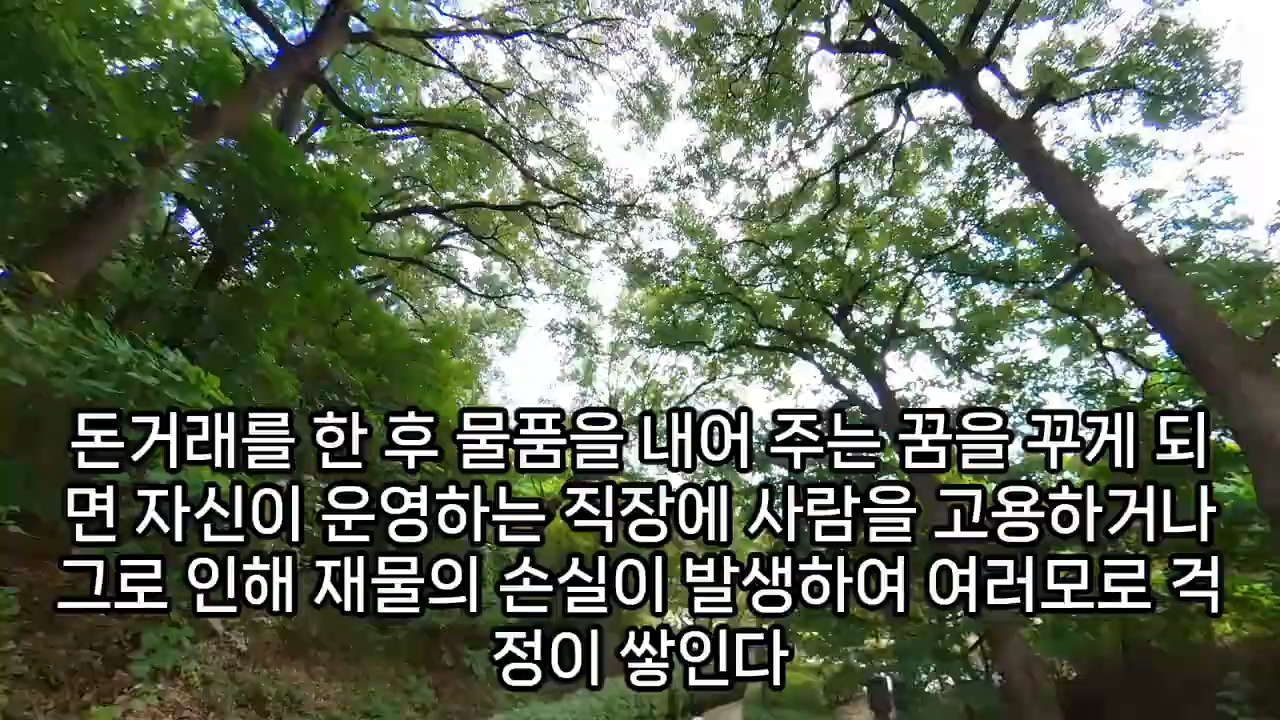 돈거래를 한 후 물품을 내어 주는 꿈을 꾸게 되
면 자신이 운영하는 직장에 사람을 고용하거나
그로 인해 재물의 손실이 발생하여 여러모로 걱
정이 쌓인다